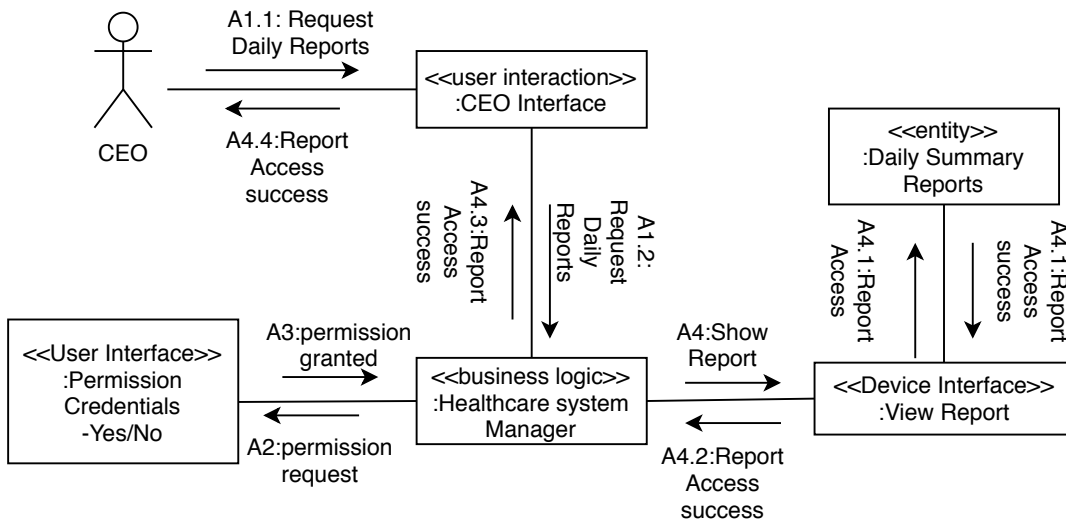 A1.1: Request
Daily Reports
CEO
A4.4:Report
Access
success
<<user interaction>>
:CEO Interface
<<entity>>
:Daily Summary
Reports
A4.3:Report
Access
success
A1.2:
Request
Daily
Reports
A4.1:Report
Access
A4.1:Report
Access
success
<<User Interface>>
:Permission
Credentials
-Yes/No
A3:permission
granted
A2:permission
request
<<business logic>>
:Healthcare system
Manager
A4:Show
Report
A4.2:Report
Access
success
<<Device Interface>>
:View Report